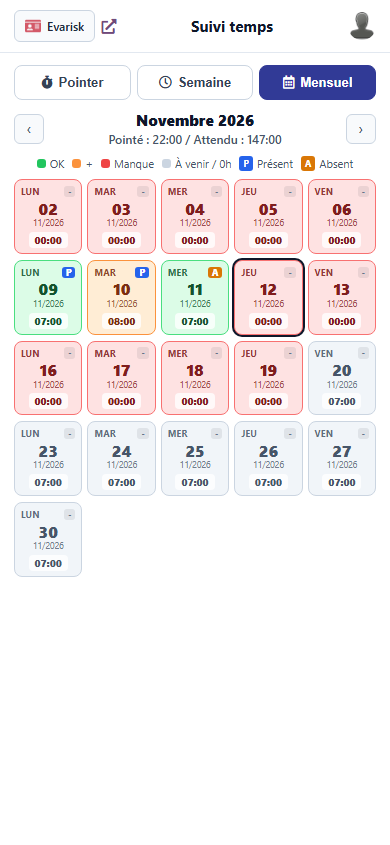 Evarisk
Suivi temps
Pointer
Semaine
Mensuel
‹
Novembre 2026
›
Pointé : 22:00 / Attendu : 147:00
OK + Manque À venir / 0h P Présent A Absent
LUN - MAR - MER - JEU - VEN -
02 03 04 05 06
11/2026 11/2026 11/2026 11/2026 11/2026
00:00 00:00 00:00 00:00 00:00
LUN P MAR P MER A JEU - VEN -
09 10 11 12 13
11/2026 11/2026 11/2026 11/2026 11/2026
07:00 08:00 07:00 00:00 00:00
LUN - MAR - MER - JEU - VEN -
16 17 18 19 20
11/2026 11/2026 11/2026 11/2026 11/2026
00:00 00:00 00:00 00:00 07:00
LUN - MAR - MER - JEU - VEN -
23 24 25 26 27
11/2026 11/2026 11/2026 11/2026 11/2026
07:00 07:00 07:00 07:00 07:00
LUN -
30
11/2026
07:00